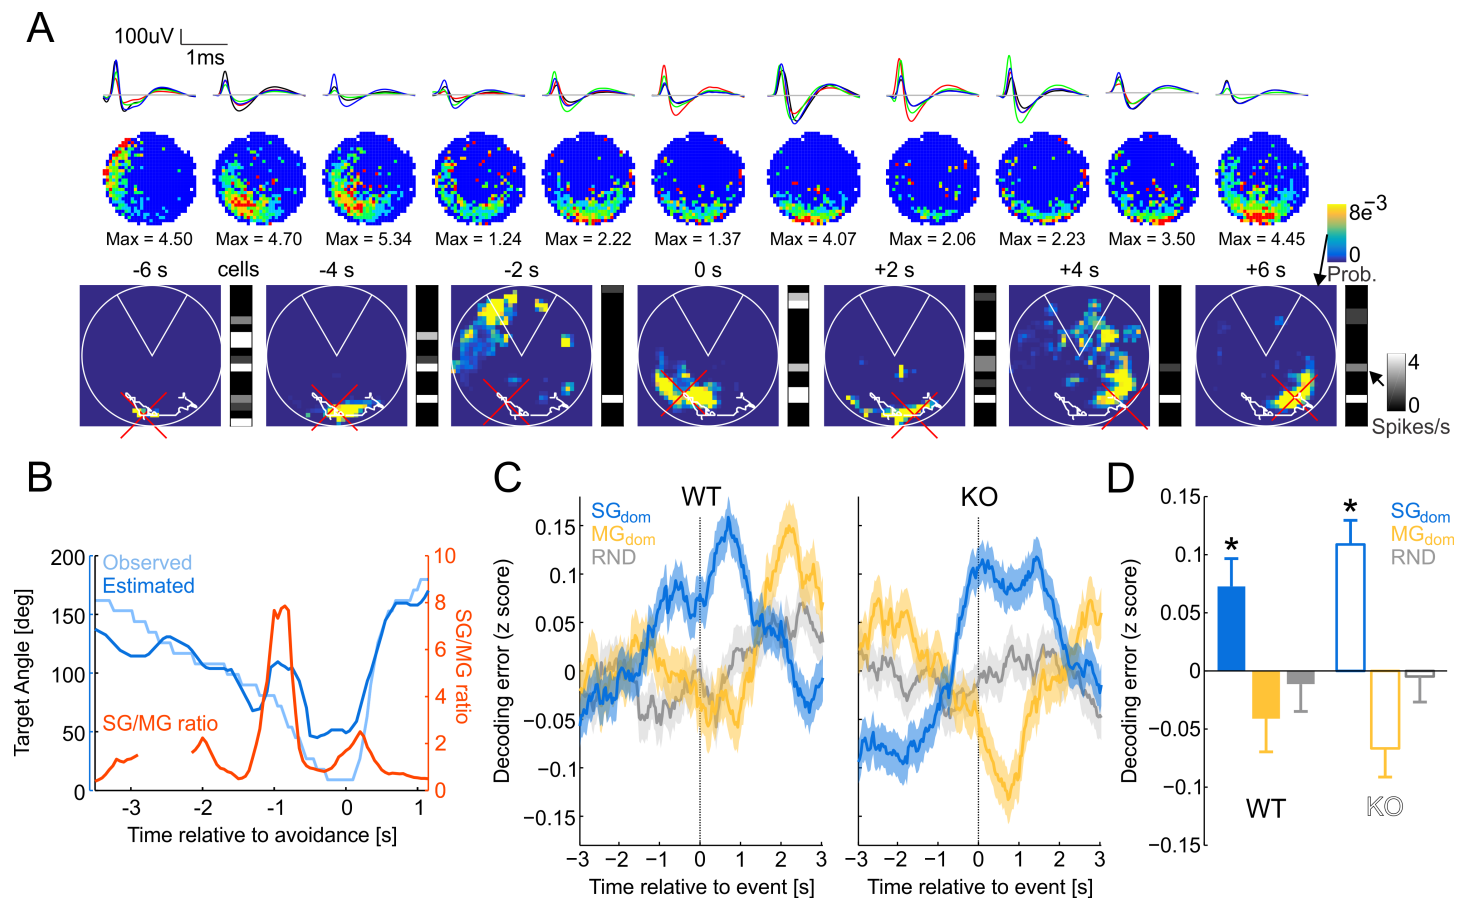 A
100uV
1ms
Max = 4.50 Max = 4.70 Max = 5.34 Max = 1.24 Max = 2.22 Max = 1.37 Max = 4.07 Max = 2.06 Max = 2.23 Max = 3.50 Max = 4.45
8e-3
0
Prob.
-6 s cells -4 s -2 s 0 s +2 s +4 s +6 s
4
0
Spikes/s
B
200
150
100
50
0
Target Angle [deg]
Observed
Estimated
SG/MG ratio
10
8
6
4
2
0
SG/MG ratio
-3 -2 -1 0 1
Time relative to avoidance [s]
C
WT
SGdom
MGdom
RND
0.15
0.1
0.05
0
−0.05
−0.1
−0.15
Decoding error (z score)
−3 −2 −1 0 1 2 3
Time relative to event [s]
KO
−3 −2 −1 0 1 2 3
Time relative to event [s]
D
0.15
0.1
0.05
0
−0.05
−0.1
−0.15
Decoding error (z score)
* *
SGdom
MGdom
RND
WT KO